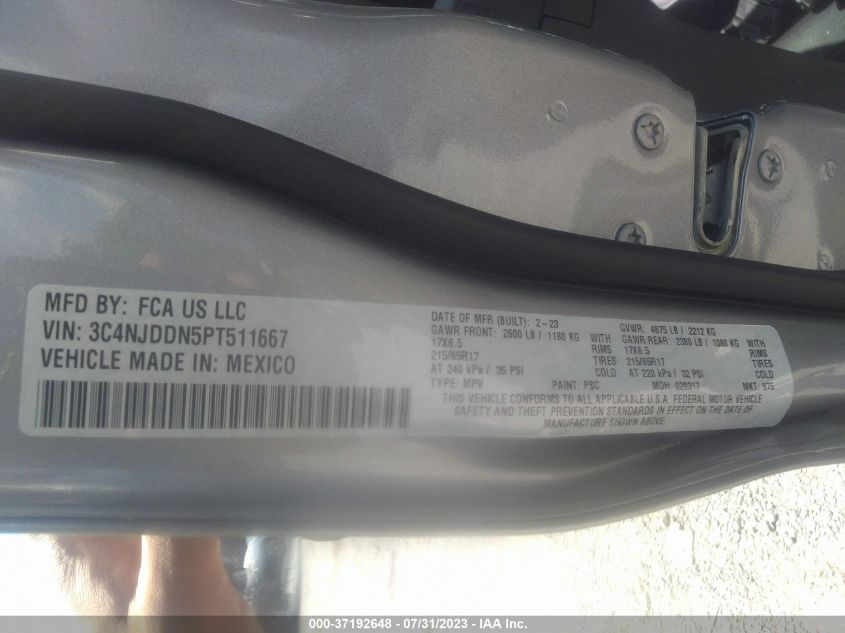 MFD BY: FCA US LLC
VIN: 3C4NJDDN5PT511667
VEHICLE MADE IN: MEXICO
DATE OF MFR (BUILT): 2-23 GVWR: 4875 LB / 2212 KG
GAWR FRONT: 2600 LB / 1180 KG WITH GAWR REAR: 2380 LB / 1080 KG WITH
17X6.5 RIMS 17X6.5 RIMS
215/65R17 TIRES 215/65R17 TIRES
AT 240 kPa / 35 PSI COLD AT 220 kPa / 32 PSI COLD
TYPE: MPV PAINT: PSC MDH: 020317 MKT: 875
THIS VEHICLE CONFORMS TO ALL APPLICABLE U.S.A. FEDERAL MOTOR VEHICLE
SAFETY AND THEFT PREVENTION STANDARDS IN EFFECT ON THE DATE OF
MANUFACTURE SHOWN ABOVE.
000-37192648 - 07/31/2023 - IAA Inc.